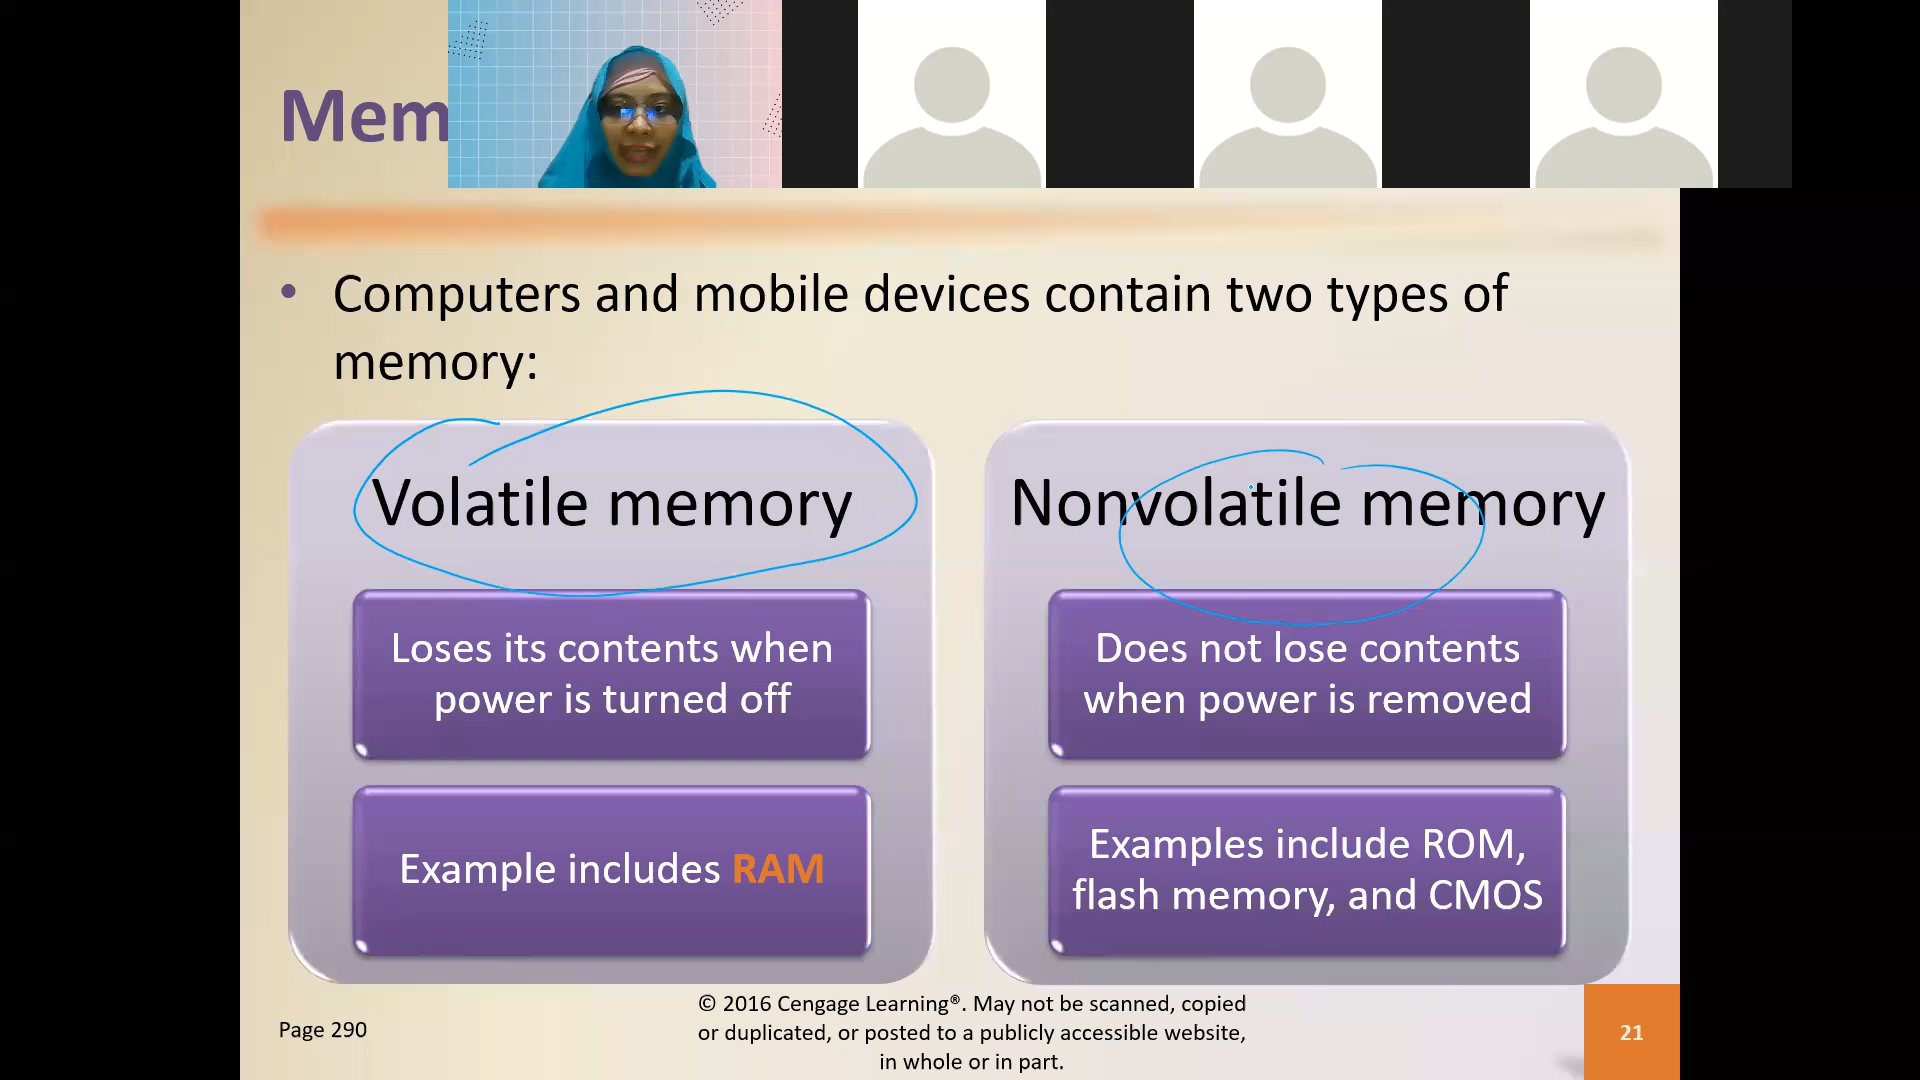 Mem
• Computers and mobile devices contain two types of
memory:
Volatile memory
Loses its contents when
power is turned off
Example includes RAM
Nonvolatile memory
Does not lose contents
when power is removed
Examples include ROM,
flash memory, and CMOS
Page 290
© 2016 Cengage Learning®. May not be scanned, copied
or duplicated, or posted to a publicly accessible website,
in whole or in part.
21